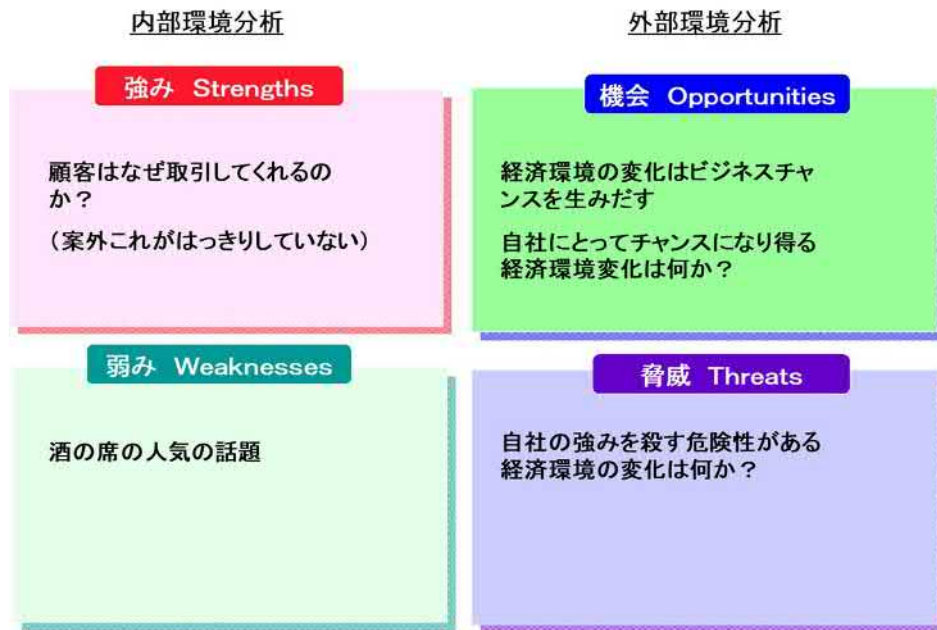 内部環境分析
外部環境分析
強み Strengths
顧客はなぜ取引してくれるの
か？
（案外これがはっきりしていない）
機会 Opportunities
経済環境の変化はビジネスチャ
ンスを生みだす
自社にとってチャンスになり得る
経済環境変化は何か？
弱み Weaknesses
酒の席の人気の話題
脅威 Threats
自社の強みを殺す危険性がある
経済環境の変化は何か？